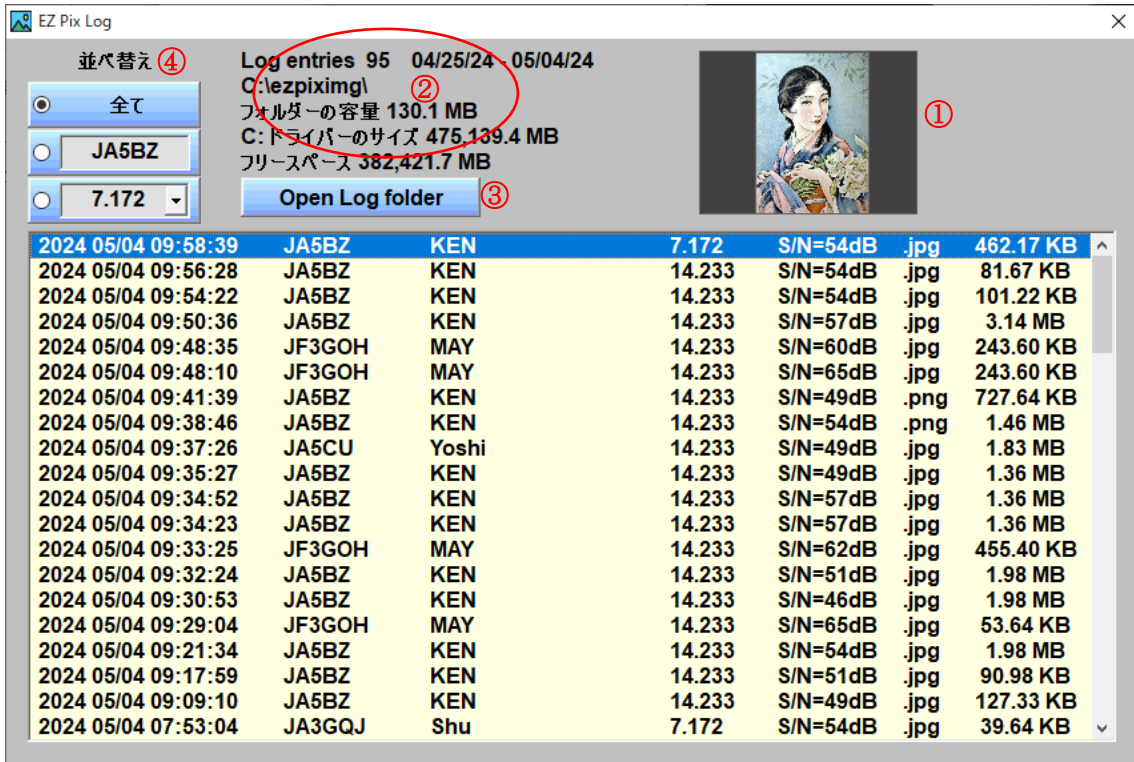 EZ Pix Log
並べ替え ④
全て
JA5BZ
7.172
Log entries 95 04/25/24 - 05/04/24
C:\ezpiximg\ ②
フォルダーの容量 130.1 MB
C: ドライバーのサイズ 475,139.4 MB
フリースペース 382,421.7 MB
Open Log folder ③
①
2024 05/04 09:58:39 JA5BZ KEN 7.172 S/N=54dB .jpg 462.17 KB
2024 05/04 09:56:28 JA5BZ KEN 14.233 S/N=54dB .jpg 81.67 KB
2024 05/04 09:54:22 JA5BZ KEN 14.233 S/N=54dB .jpg 101.22 KB
2024 05/04 09:50:36 JA5BZ KEN 14.233 S/N=57dB .jpg 3.14 MB
2024 05/04 09:48:35 JF3GOH MAY 14.233 S/N=60dB .jpg 243.60 KB
2024 05/04 09:48:10 JF3GOH MAY 14.233 S/N=65dB .jpg 243.60 KB
2024 05/04 09:41:39 JA5BZ KEN 14.233 S/N=49dB .png 727.64 KB
2024 05/04 09:38:46 JA5BZ KEN 14.233 S/N=54dB .png 1.46 MB
2024 05/04 09:37:26 JA5CU Yoshi 14.233 S/N=49dB .jpg 1.83 MB
2024 05/04 09:35:27 JA5BZ KEN 14.233 S/N=49dB .jpg 1.36 MB
2024 05/04 09:34:52 JA5BZ KEN 14.233 S/N=57dB .jpg 1.36 MB
2024 05/04 09:34:23 JA5BZ KEN 14.233 S/N=57dB .jpg 1.36 MB
2024 05/04 09:33:25 JF3GOH MAY 14.233 S/N=62dB .jpg 455.40 KB
2024 05/04 09:32:24 JA5BZ KEN 14.233 S/N=51dB .jpg 1.98 MB
2024 05/04 09:30:53 JA5BZ KEN 14.233 S/N=46dB .jpg 1.98 MB
2024 05/04 09:29:04 JF3GOH MAY 14.233 S/N=65dB .jpg 53.64 KB
2024 05/04 09:21:34 JA5BZ KEN 14.233 S/N=54dB .jpg 1.98 MB
2024 05/04 09:17:59 JA5BZ KEN 14.233 S/N=51dB .jpg 90.98 KB
2024 05/04 09:09:10 JA5BZ KEN 14.233 S/N=49dB .jpg 127.33 KB
2024 05/04 07:53:04 JA3GQJ Shu 7.172 S/N=54dB .jpg 39.64 KB